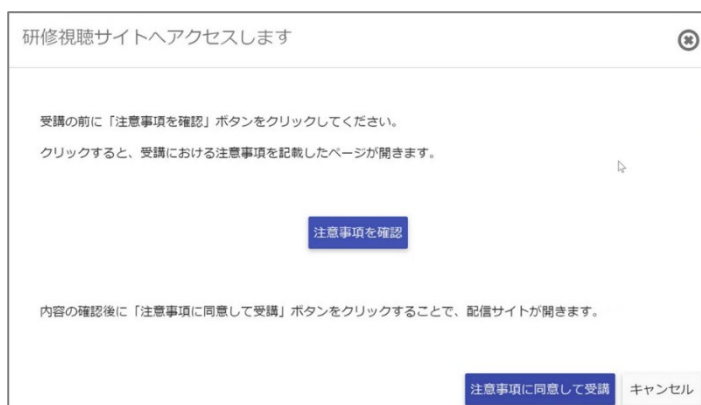 研修視聴サイトへアクセスします
受講の前に「注意事項を確認」ボタンをクリックしてください。
クリックすると、受講における注意事項を記載したページが開きます。
注意事項を確認
内容の確認後に「注意事項に同意して受講」ボタンをクリックすることで、配信サイトが開きます。
注意事項に同意して受講 キャンセル